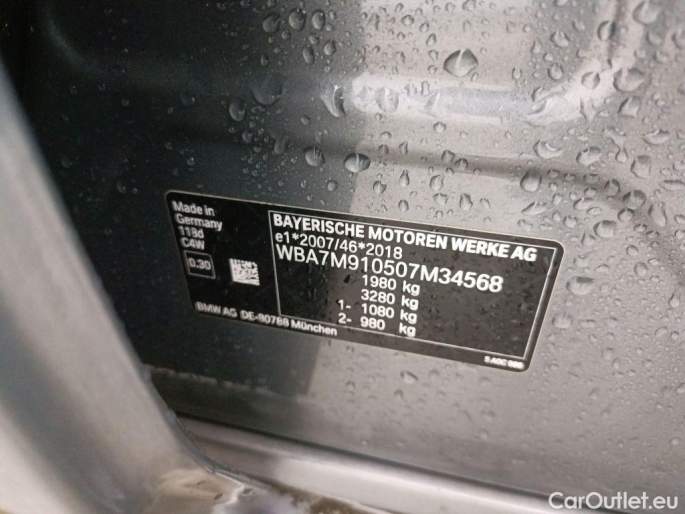 Made in
Germany
118d
C4W
0.30
BMW AG DE-80788 München
BAYERISCHE MOTOREN WERKE AG
e1*2007/46*2018
WBA7M910507M34568
1980 kg
3280 kg
1- 1080 kg
2- 980 kg
CarOutlet.eu